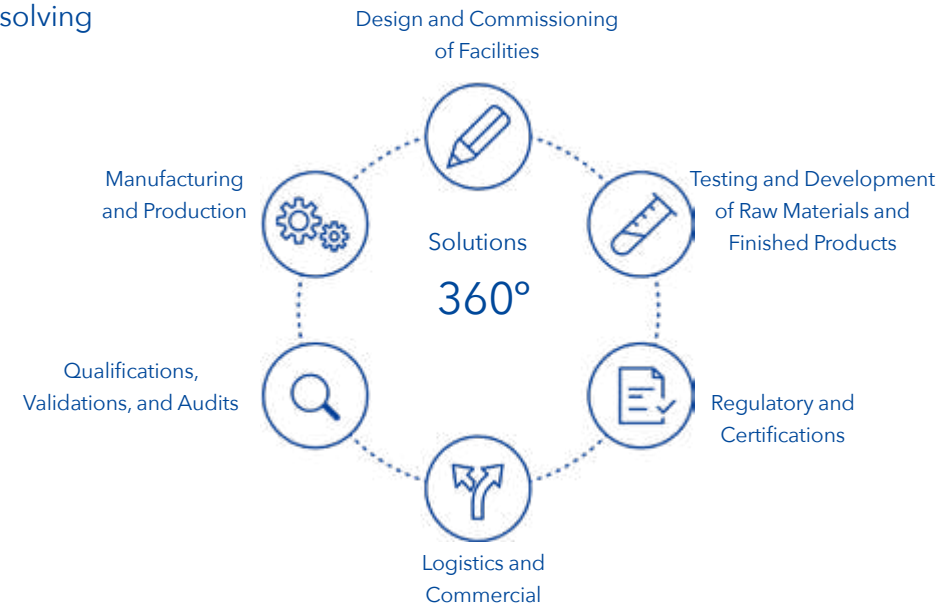 solving
Design and Commissioning
of Facilities
Testing and Development
of Raw Materials and
Finished Products
Regulatory and
Certifications
Logistics and
Commercial
Qualifications,
Validations, and Audits
Manufacturing
and Production
Solutions
360º